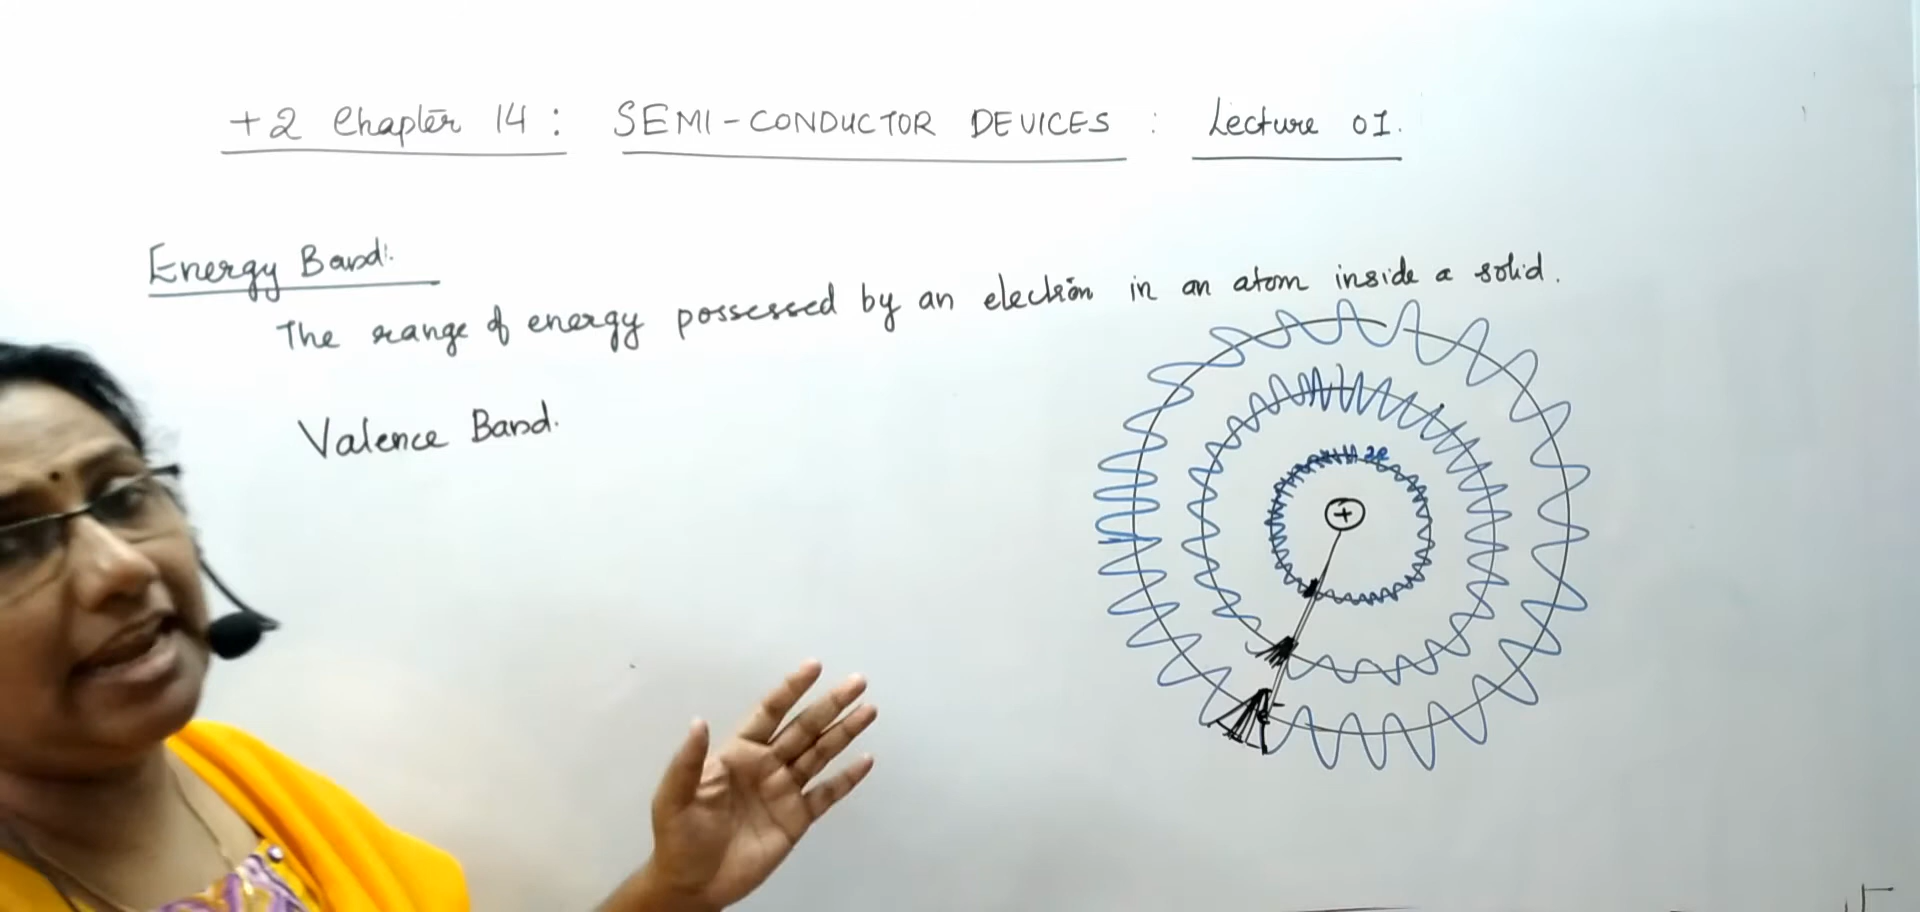 +2 Chapter 14 : SEMI-CONDUCTOR DEVICES : Lecture 01.
Energy Band:
The range of energy possessed by an electron in an atom inside a solid.
Valence Band.
+
e-